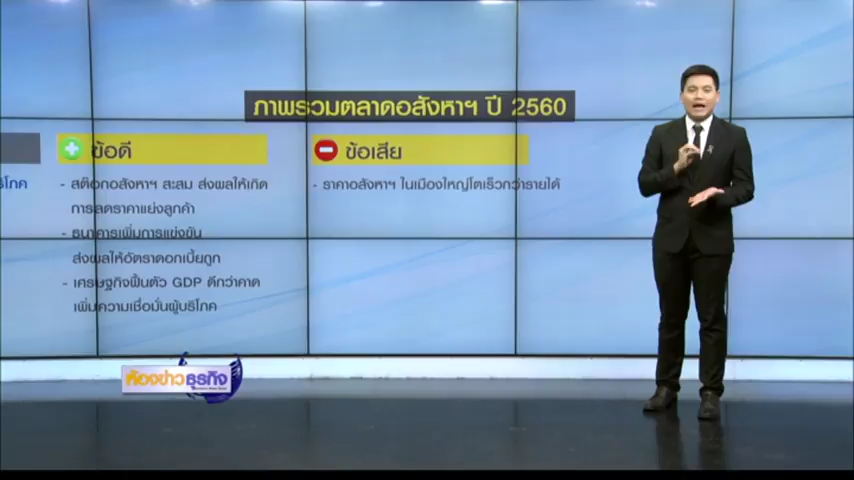 ภาพรวมตลาดอสังหาฯ ปี 2560
ข้อดี
- สต๊อกอสังหาฯ สะสม ส่งผลให้เกิด
การลดราคาแย่งลูกค้า
- ธนาคารเพิ่มการแข่งขัน
ส่งผลให้อัตราดอกเบี้ยถูก
- เศรษฐกิจฟื้นตัว GDP ดีกว่าคาด
เพิ่มความเชื่อมั่นผู้บริโภค
ข้อเสีย
- ราคาอสังหาฯ ในเมืองใหญ่โตเร็วกว่ารายได้
ห้องข่าวธุรกิจ